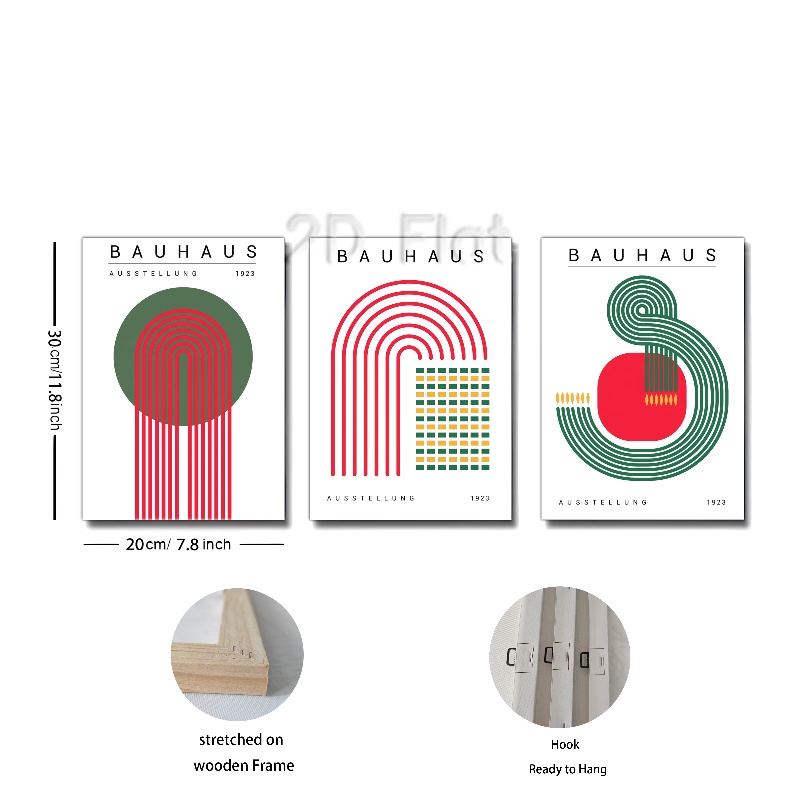 2D Flat
BAUHAUS
AUSSTELLUNG 1923
BAUHAUS
AUSSTELLUNG 1923
BAUHAUS
AUSSTELLUNG 1923
30cm/11.8inch
20cm/ 7.8 inch
stretched on
wooden Frame
Hook
Ready to Hang